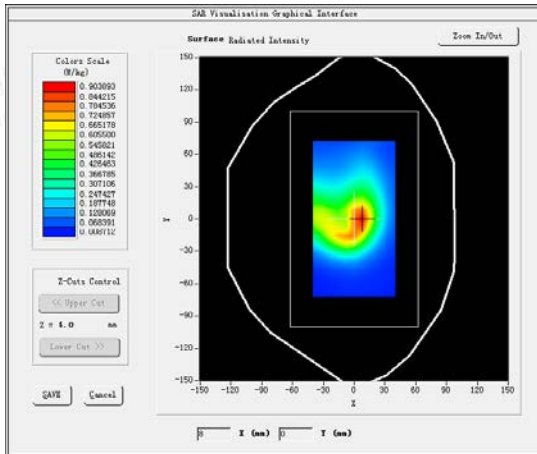 SAR Visualisation Graphical Interface
Surface Radiated Intensity
Zoom In/Out
Colors Scale
(W/kg)
0.903893
0.844215
0.784536
0.724857
0.665178
0.605500
0.545821
0.486142
0.426463
0.366785
0.307106
0.247427
0.187748
0.128069
0.068391
0.008712
150
120
90
60
30
0
-30
-60
-90
-120
-150
Y
-150 -120 -90 -60 -30 0 30 60 90 120 150
X
Z-Cuts Control
<< Upper Cut
Z = 4.0 mm
Lower Cut >>
SAVE Cancel
8 X (mm) 0 Y (mm)